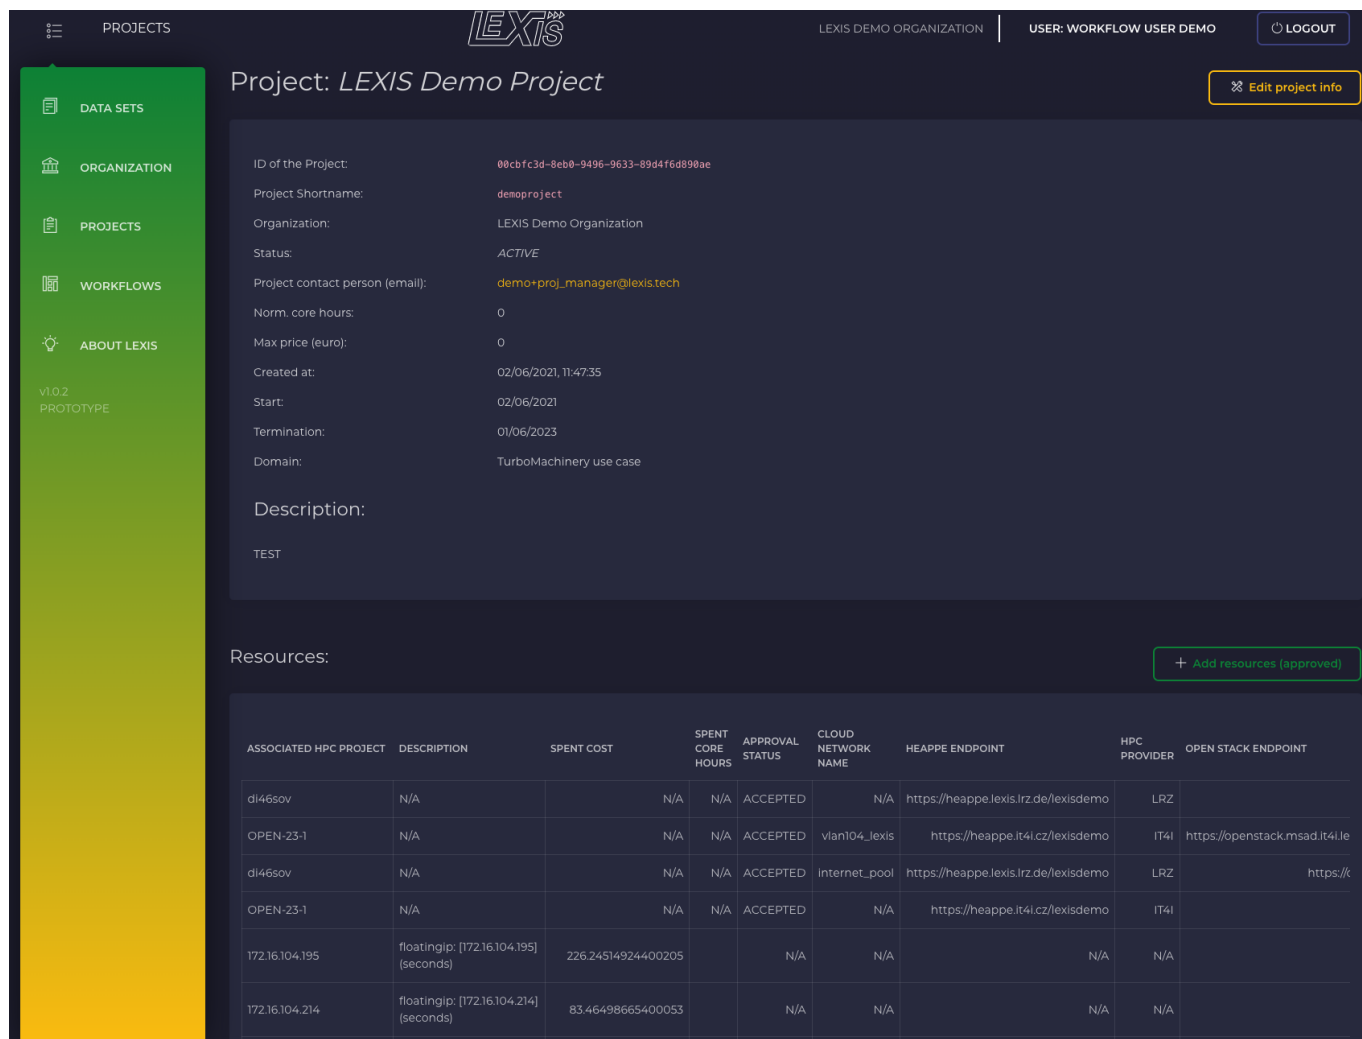 PROJECTS
LEXIS
LEXIS DEMO ORGANIZATION
USER: WORKFLOW USER DEMO
LOGOUT
DATA SETS
ORGANIZATION
PROJECTS
WORKFLOWS
ABOUT LEXIS
v1.0.2
PROTOTYPE
Project: LEXIS Demo Project
Edit project info
ID of the Project: 00cbfc3d-8eb0-9496-9633-89d4f6d890ae
Project Shortname: demoproject
Organization: LEXIS Demo Organization
Status: ACTIVE
Project contact person (email): demo+proj_manager@lexis.tech
Norm. core hours: 0
Max price (euro): 0
Created at: 02/06/2021, 11:47:35
Start: 02/06/2021
Termination: 01/06/2023
Domain: TurboMachinery use case
Description:
TEST
Resources:
+ Add resources (approved)
ASSOCIATED HPC PROJECT DESCRIPTION SPENT COST SPENT CORE HOURS APPROVAL STATUS CLOUD NETWORK NAME HEAPPE ENDPOINT HPC PROVIDER OPEN STACK ENDPOINT
di46sov N/A N/A N/A ACCEPTED N/A https://heappe.lexis.lrz.de/lexisdemo LRZ
OPEN-23-1 N/A N/A N/A ACCEPTED vlan104_lexis https://heappe.it4i.cz/lexisdemo IT4I https://openstack.msad.it4i.le
di46sov N/A N/A N/A ACCEPTED internet_pool https://heappe.lexis.lrz.de/lexisdemo LRZ https://
OPEN-23-1 N/A N/A N/A ACCEPTED N/A https://heappe.it4i.cz/lexisdemo IT4I
172.16.104.195 floatingip: [172.16.104.195] (seconds) 226.24514924400205 N/A N/A N/A N/A
172.16.104.214 floatingip: [172.16.104.214] (seconds) 83.46498665400053 N/A N/A N/A N/A